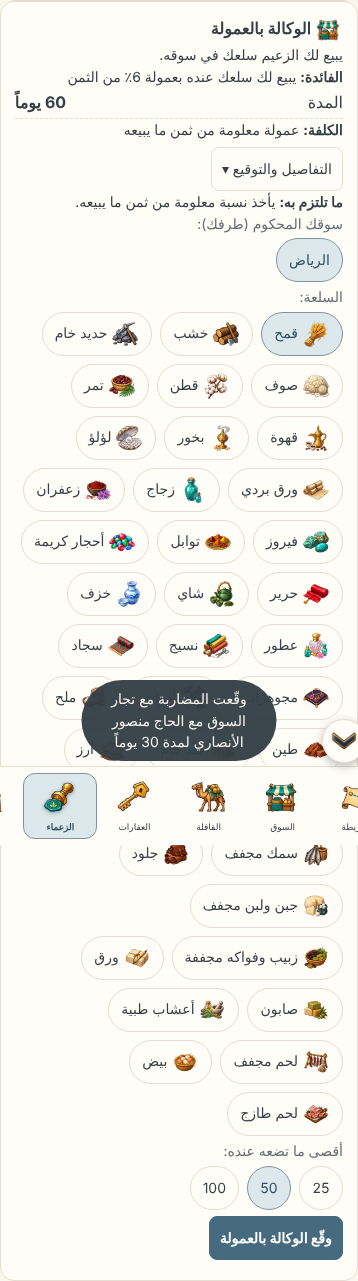 الوكالة بالعمولة
يبيع لك الزعيم سلعك في سوقه.
الفائدة: يبيع لك سلعك عنده بعمولة 6٪ من الثمن
المدة 60 يوماً
الكلفة: عمولة معلومة من ثمن ما يبيعه
التفاصيل والتوقيع ▾
ما تلتزم به: يأخذ نسبة معلومة من ثمن ما يبيعه.
سوقك المحكوم (طرفك):
الرياض
السلعة:
قمح خشب حديد خام
صوف قطن تمر
قهوة بخور لؤلؤ
ورق بردي زجاج زعفران
فيروز توابل أحجار كريمة
حرير شاي خزف
عطور نسيج سجاد
ملح
وقّعت المضاربة مع تجار
السوق مع الحاج منصور
الأنصاري لمدة 30 يوماً
طين أرز
السوق القافلة العقارات الزعماء
سمك مجفف جلود
جبن ولبن مجفف
زبيب وفواكه مجففة ورق
صابون أعشاب طبية
لحم مجفف بيض
لحم طازج
أقصى ما تضعه عنده:
25 50 100
وقّع الوكالة بالعمولة